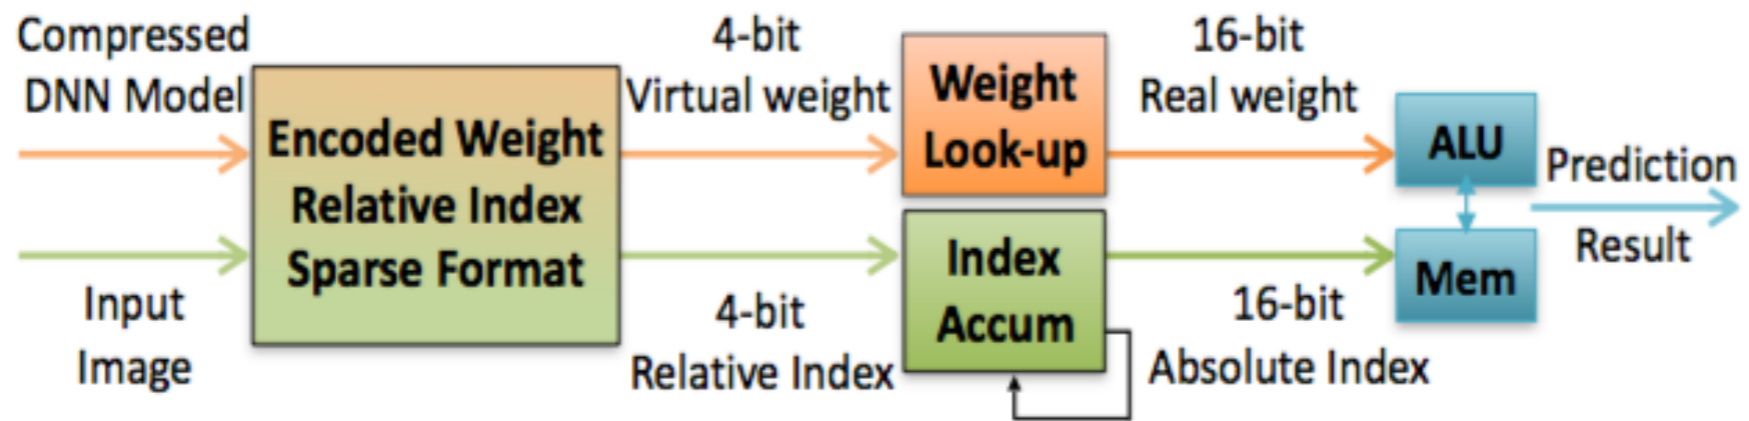 Compressed
DNN Model
Input
Image
Encoded Weight
Relative Index
Sparse Format
4-bit
Virtual weight
4-bit
Relative Index
Weight
Look-up
Index
Accum
16-bit
Real weight
16-bit
Absolute Index
ALU
Mem
Prediction
Result